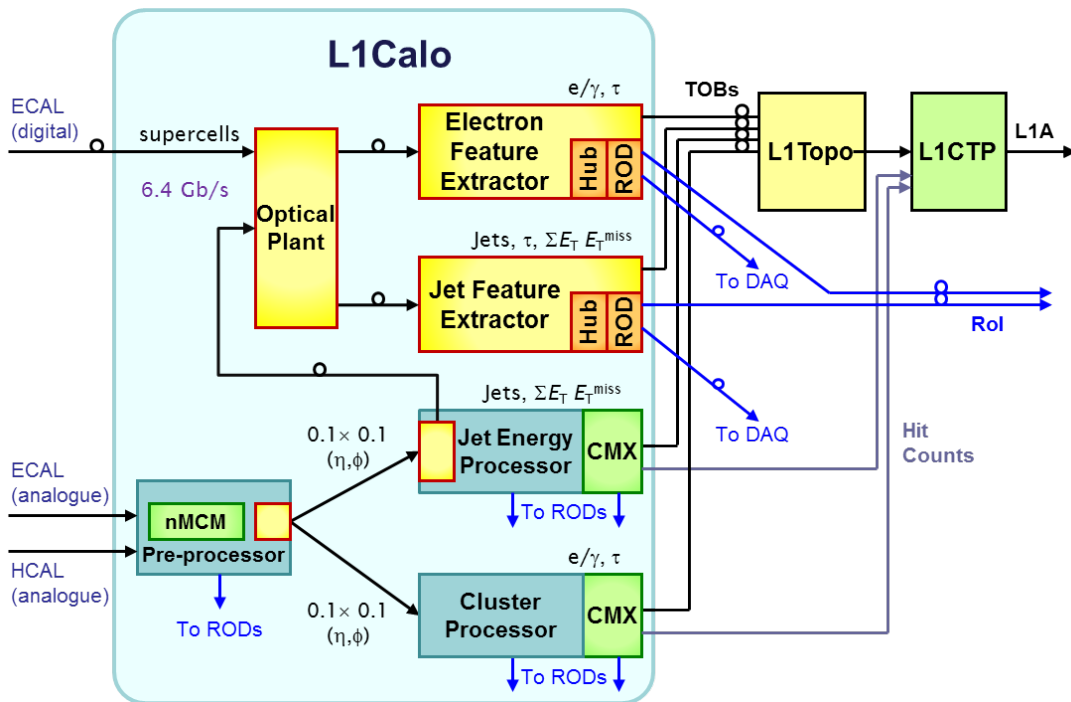 L1Calo
ECAL
(digital)
supercells
6.4 Gb/s
Optical
Plant
e/γ, τ
Electron
Feature
Extractor
Hub
ROD
TOBs
L1Topo
L1CTP
L1A
To DAQ
Jets, τ, ΣE_T E_T^miss
Jet Feature
Extractor
Hub
ROD
RoI
To DAQ
Jets, ΣE_T E_T^miss
0.1× 0.1
(η,ϕ)
Jet Energy
Processor
CMX
Hit
Counts
To RODs
ECAL
(analogue)
nMCM
Pre-processor
HCAL
(analogue)
To RODs
0.1× 0.1
(η,ϕ)
e/γ, τ
Cluster
Processor
CMX
To RODs